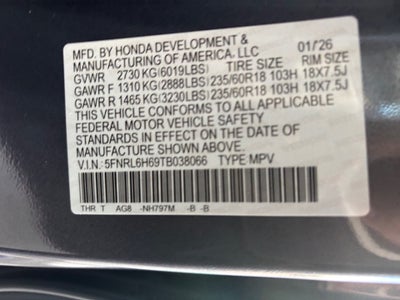 MFD. BY HONDA DEVELOPMENT &
MANUFACTURING OF AMERICA, LLC 01/26
GVWR 2730 KG(6019LBS) TIRE SIZE RIM SIZE
GAWR F 1310 KG(2888LBS) 235/60R18 103H 18X7.5J
GAWR R 1465 KG(3230LBS) 235/60R18 103H 18X7.5J
THIS VEHICLE CONFORMS TO ALL APPLICABLE
FEDERAL MOTOR VEHICLE SAFETY
STANDARDS IN EFFECT ON THE DATE OF
MANUFACTURE SHOWN ABOVE.
V.I.N.: 5FNRL6H69TB038066 TYPE: MPV
THR T AG8 -NH797M -B -B